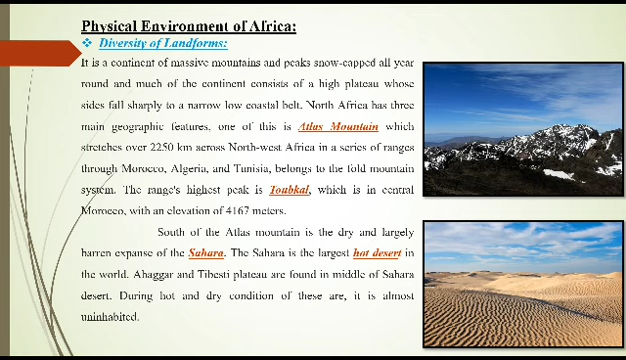 Physical Environment of Africa:
❖ Diversity of Landforms:
It is a continent of massive mountains and peaks snow-capped all year
round and much of the continent consists of a high plateau whose
sides fall sharply to a narrow low coastal belt. North Africa has three
main geographic features, one of this is Atlas Mountain which
stretches over 2250 km across North-west Africa in a series of ranges
through Morocco, Algeria, and Tunisia, belongs to the fold mountain
system. The range's highest peak is Toubkal, which is in central
Morocco, with an elevation of 4167 meters.
South of the Atlas mountain is the dry and largely
barren expanse of the Sahara. The Sahara is the largest hot desert in
the world. Ahaggar and Tibesti plateau are found in middle of Sahara
desert. During hot and dry condition of these are, it is almost
uninhabited.